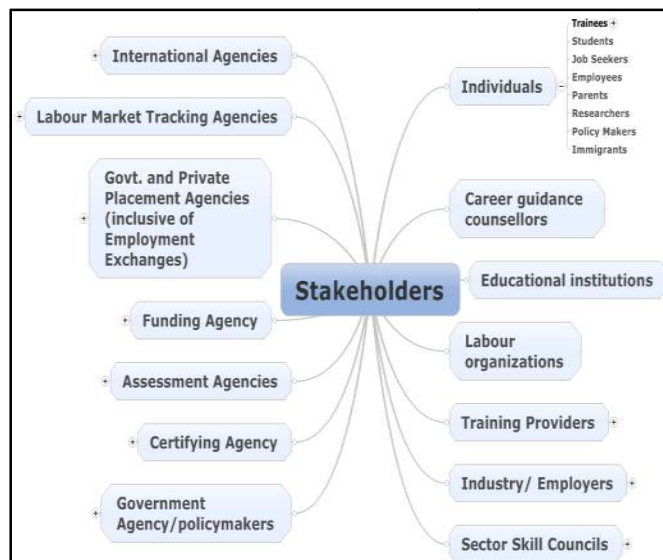 International Agencies
Labour Market Tracking Agencies
Govt. and Private
Placement Agencies
(inclusive of
Employment
Exchanges)
Funding Agency
Assessment Agencies
Certifying Agency
Government
Agency/policymakers
Stakeholders
Individuals
Trainees
Students
Job Seekers
Employees
Parents
Researchers
Policy Makers
Immigrants
Career guidance
counsellors
Educational institutions
Labour
organizations
Training Providers
Industry/ Employers
Sector Skill Councils